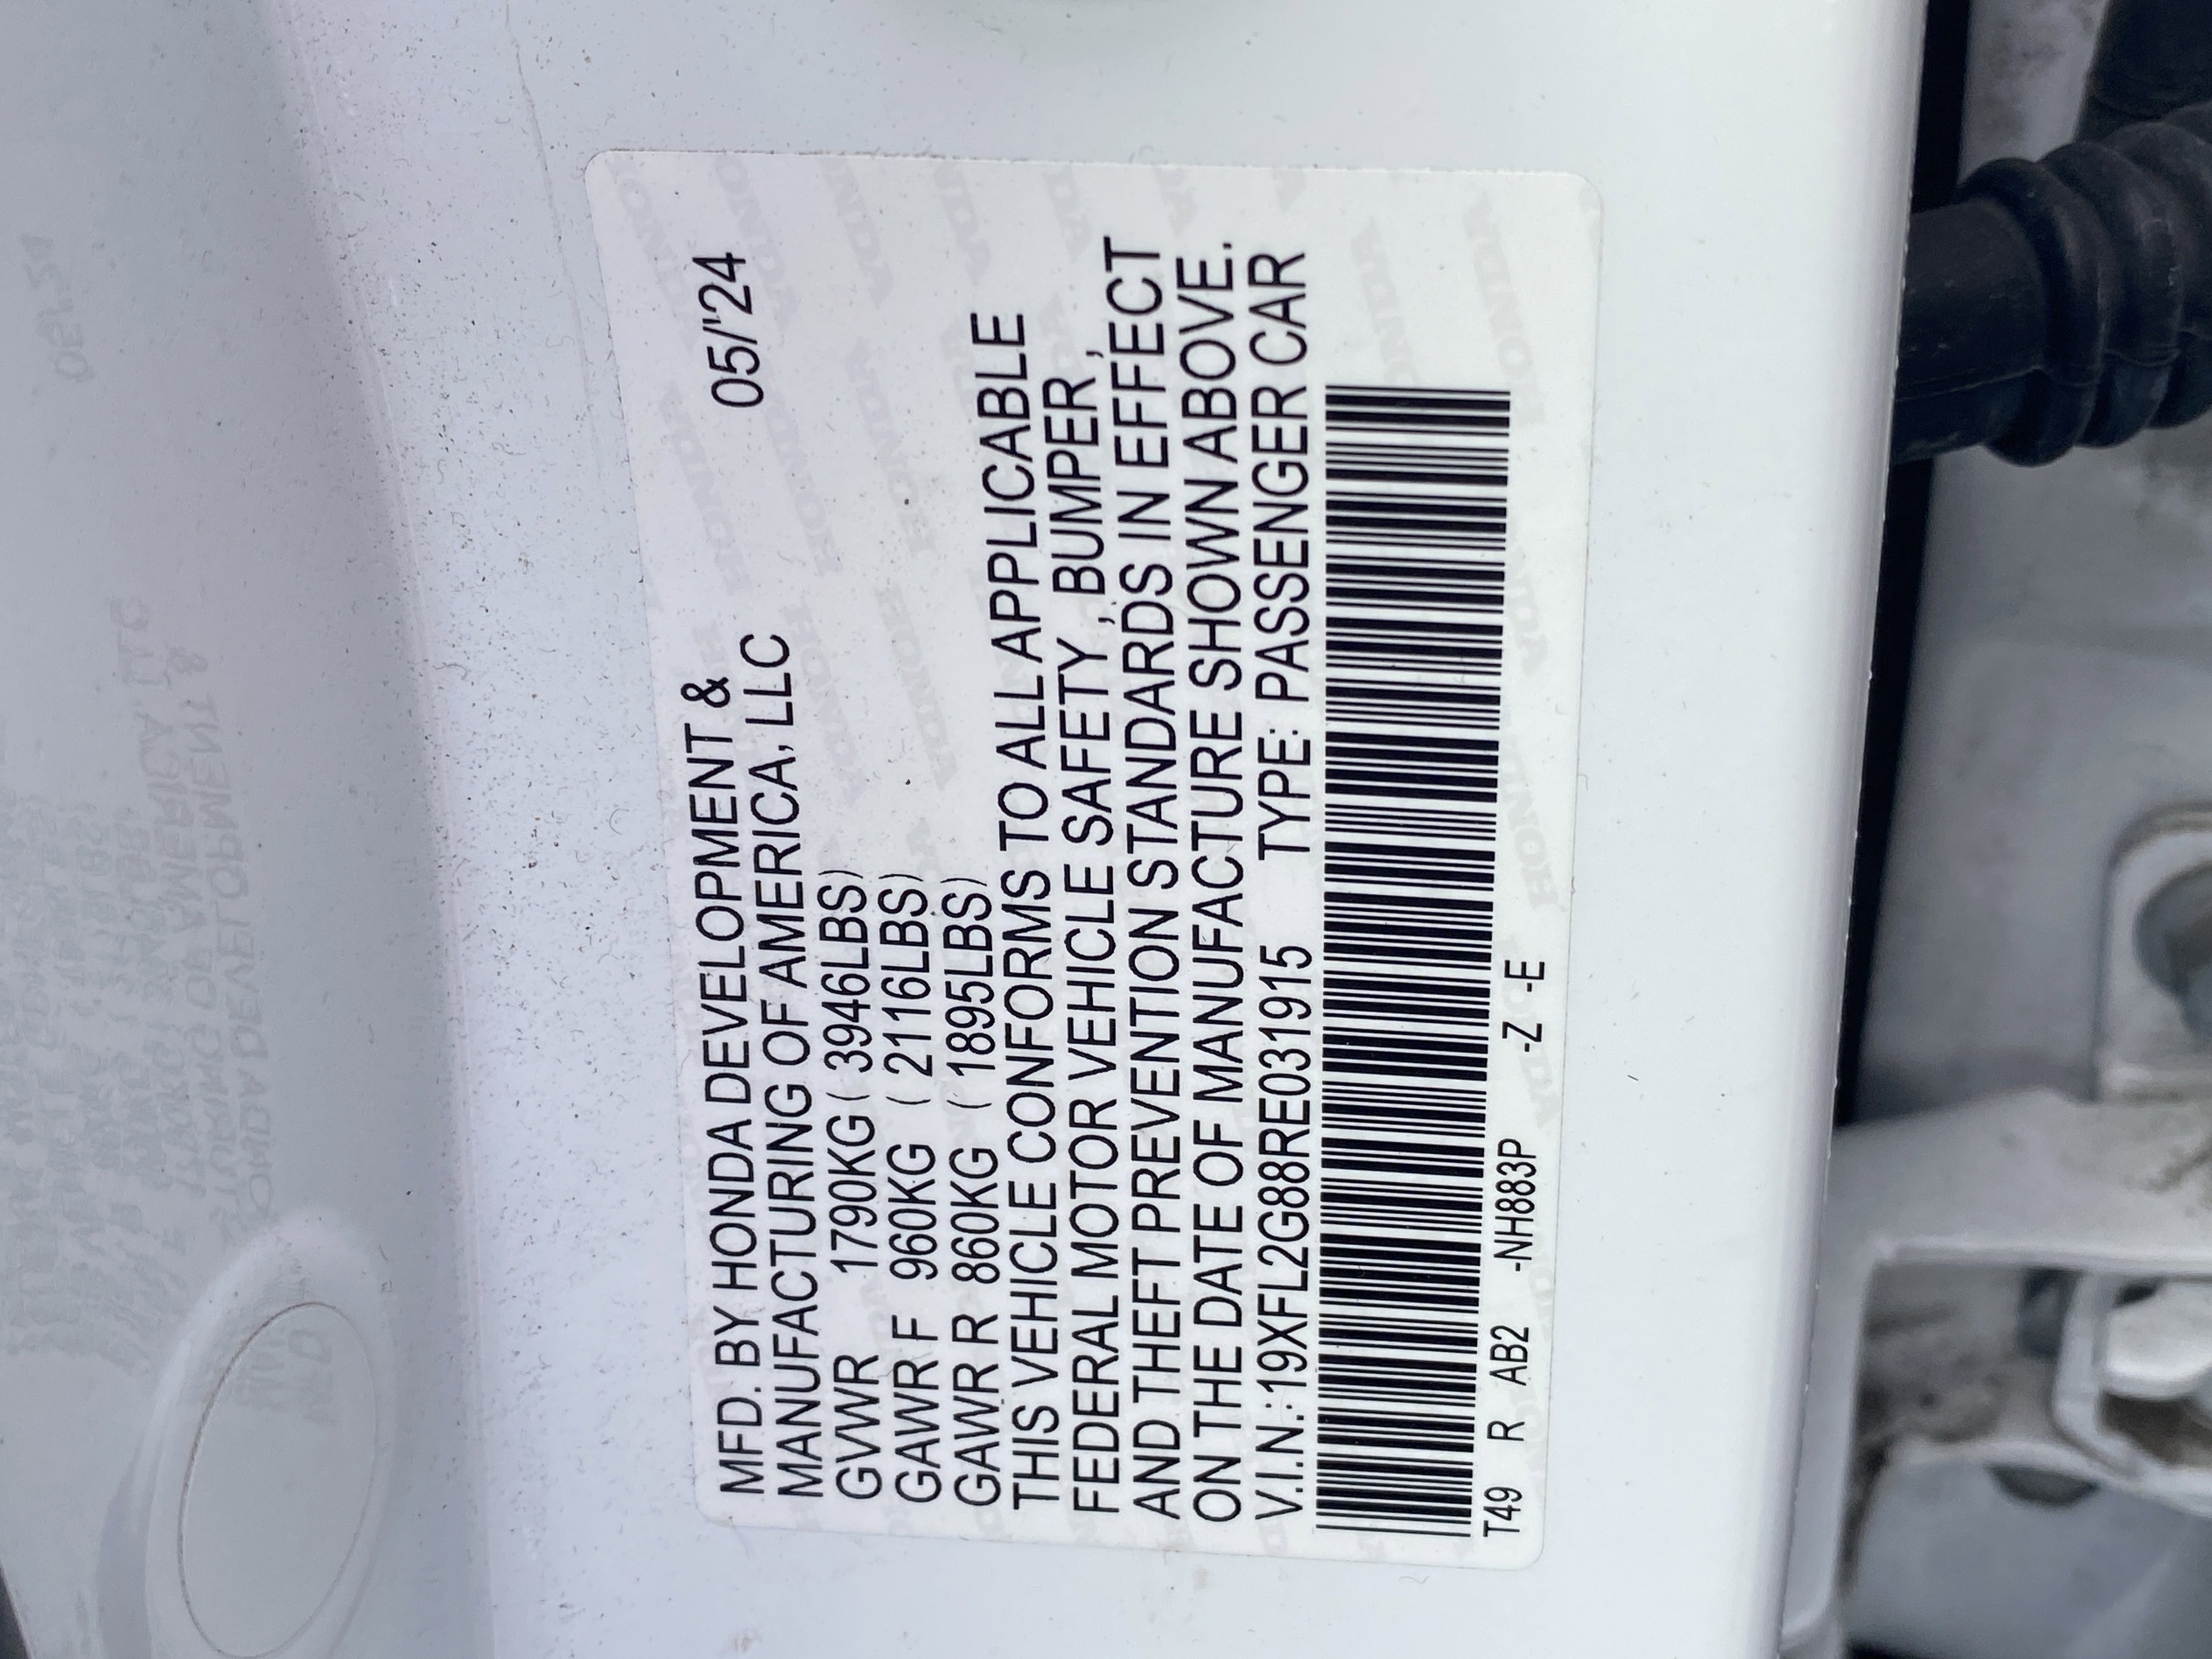 MFD. BY HONDA DEVELOPMENT & 05/'24
MANUFACTURING OF AMERICA, LLC
GVWR 1790KG ( 3946LBS)
GAWR F 960KG ( 2116LBS)
GAWR R 860KG ( 1895LBS)
THIS VEHICLE CONFORMS TO ALL APPLICABLE
FEDERAL MOTOR VEHICLE SAFETY , BUMPER ,
AND THEFT PREVENTION STANDARDS IN EFFECT
ON THE DATE OF MANUFACTURE SHOWN ABOVE.
V.I.N.: 19XFL2G88RE031915 TYPE: PASSENGER CAR
T49 R AB2 -NH883P -Z -E